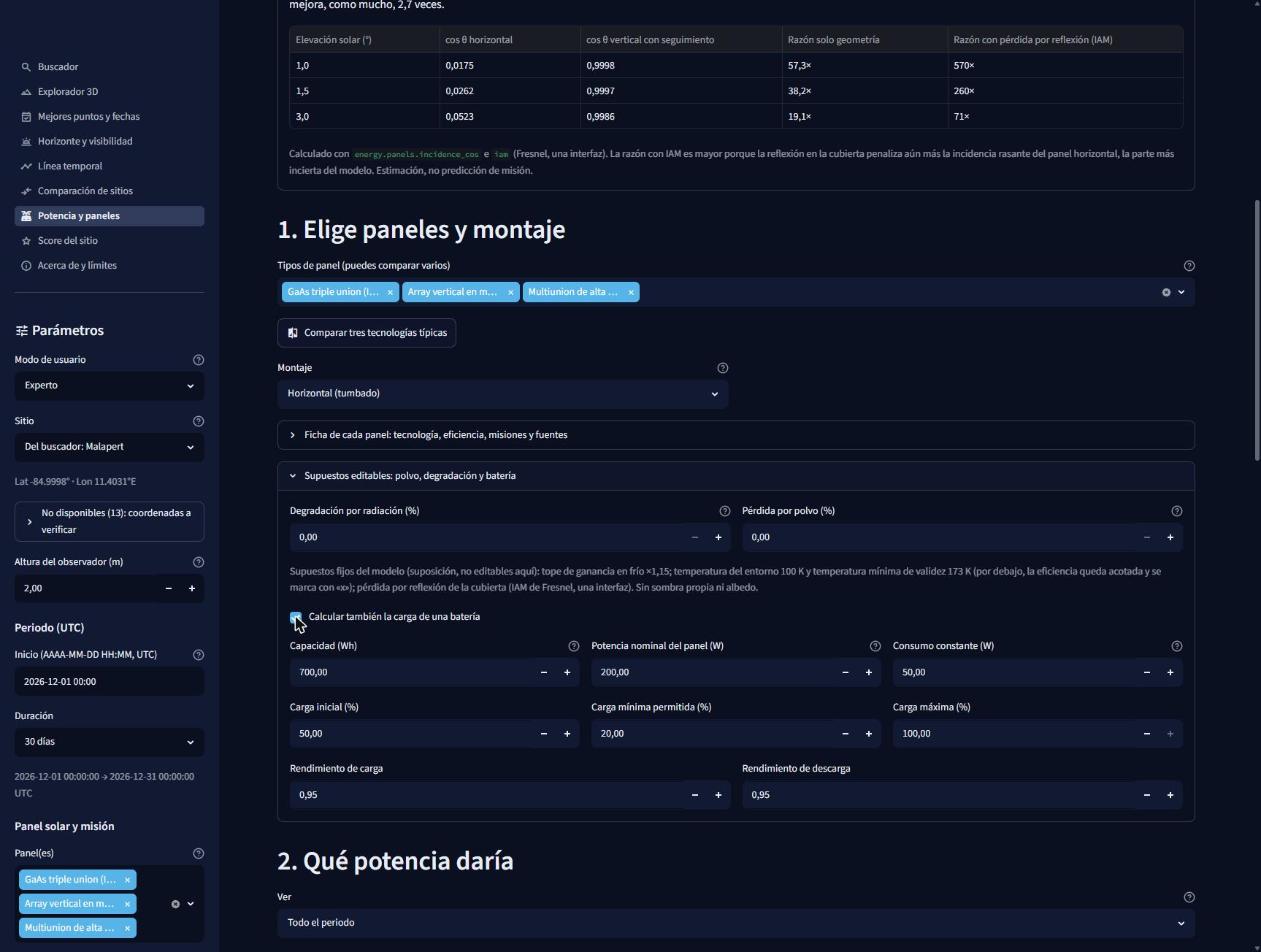 mejora, como mucho, 2,7 veces.
Elevación solar (°) cos θ horizontal cos θ vertical con seguimiento Razón solo geometría Razón con pérdida por reflexión (IAM)
1,0 0,0175 0,9998 57,3× 570×
1,5 0,0262 0,9997 38,2× 260×
3,0 0,0523 0,9986 19,1× 71×
Calculado con energy.panels.incidence_cos e iam (Fresnel, una interfaz). La razón con IAM es mayor porque la reflexión en la cubierta penaliza aún más la incidencia rasante del panel horizontal, la parte más
incierta del modelo. Estimación, no predicción de misión.
Buscador
Explorador 3D
Mejores puntos y fechas
Horizonte y visibilidad
Línea temporal
Comparación de sitios
Potencia y paneles
Score del sitio
Acerca de y límites
Parámetros
Modo de usuario
Experto
Sitio
Del buscador: Malapert
Lat -84.9998° · Lon 11.4031°E
No disponibles (13): coordenadas a
verificar
Altura del observador (m)
2,00
Periodo (UTC)
Inicio (AAAA-MM-DD HH:MM, UTC)
2026-12-01 00:00
Duración
30 días
2026-12-01 00:00:00 → 2026-12-31 00:00:00
UTC
Panel solar y misión
Panel(es)
GaAs triple union (I...
Array vertical en m...
Multiunion de alta ...
1. Elige paneles y montaje
Tipos de panel (puedes comparar varios)
GaAs triple union (I... Array vertical en m... Multiunion de alta ...
Comparar tres tecnologías típicas
Montaje
Horizontal (tumbado)
Ficha de cada panel: tecnología, eficiencia, misiones y fuentes
Supuestos editables: polvo, degradación y batería
Degradación por radiación (%) Pérdida por polvo (%)
0,00 0,00
Supuestos fijos del modelo (suposición, no editables aquí): tope de ganancia en frío ×1,15; temperatura del entorno 100 K y temperatura mínima de validez 173 K (por debajo, la eficiencia queda acotada y se
marca con «x»); pérdida por reflexión de la cubierta (IAM de Fresnel, una interfaz). Sin sombra propia ni albedo.
Calcular también la carga de una batería
Capacidad (Wh) Potencia nominal del panel (W) Consumo constante (W)
700,00 200,00 50,00
Carga inicial (%) Carga mínima permitida (%) Carga máxima (%)
50,00 20,00 100,00
Rendimiento de carga Rendimiento de descarga
0,95 0,95
2. Qué potencia daría
Ver
Todo el periodo